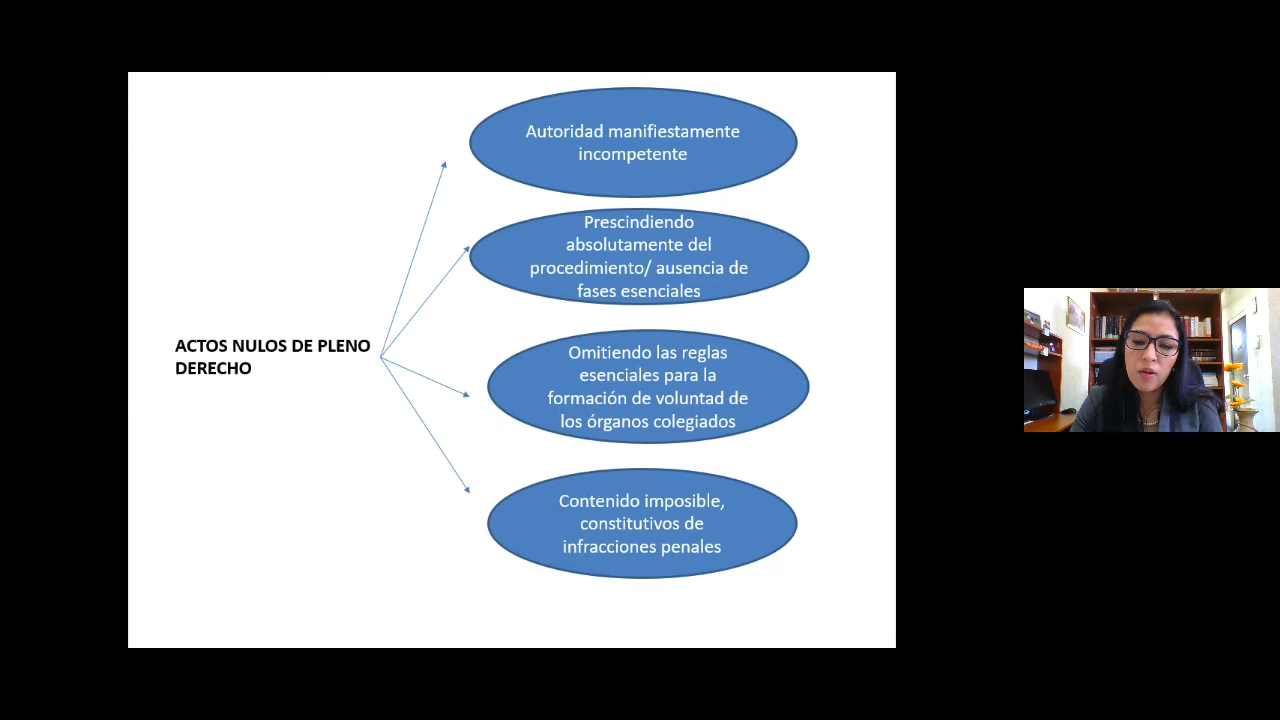 Autoridad manifiestamente
incompetente
Prescindiendo
absolutamente del
procedimiento/ ausencia de
fases esenciales
ACTOS NULOS DE PLENO
DERECHO
Omitiendo las reglas
esenciales para la
formación de voluntad de
los órganos colegiados
Contenido imposible,
constitutivos de
infracciones penales